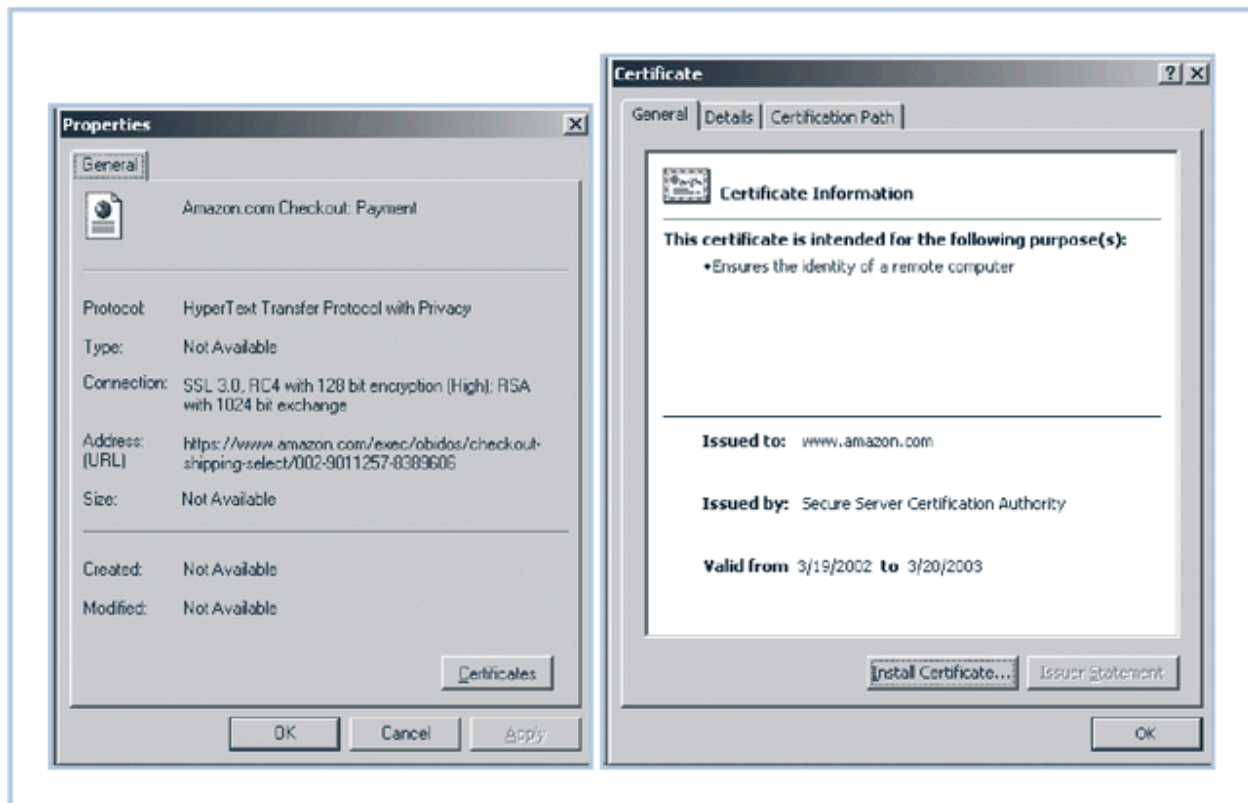 Properties
General
Amazon.com Checkout: Payment
Protocol: HyperText Transfer Protocol with Privacy
Type: Not Available
Connection: SSL 3.0, RC4 with 128 bit encryption (High); RSA
with 1024 bit exchange
Address: https://www.amazon.com/exec/obidos/checkout-
(URL) shipping-select/002-9011257-8389606
Size: Not Available
Created: Not Available
Modified: Not Available
Certificates
OK Cancel Apply
Certificate
General Details Certification Path
Certificate Information
This certificate is intended for the following purpose(s):
•Ensures the identity of a remote computer
Issued to: www.amazon.com
Issued by: Secure Server Certification Authority
Valid from 3/19/2002 to 3/20/2003
Install Certificate... Issuer Statement
OK